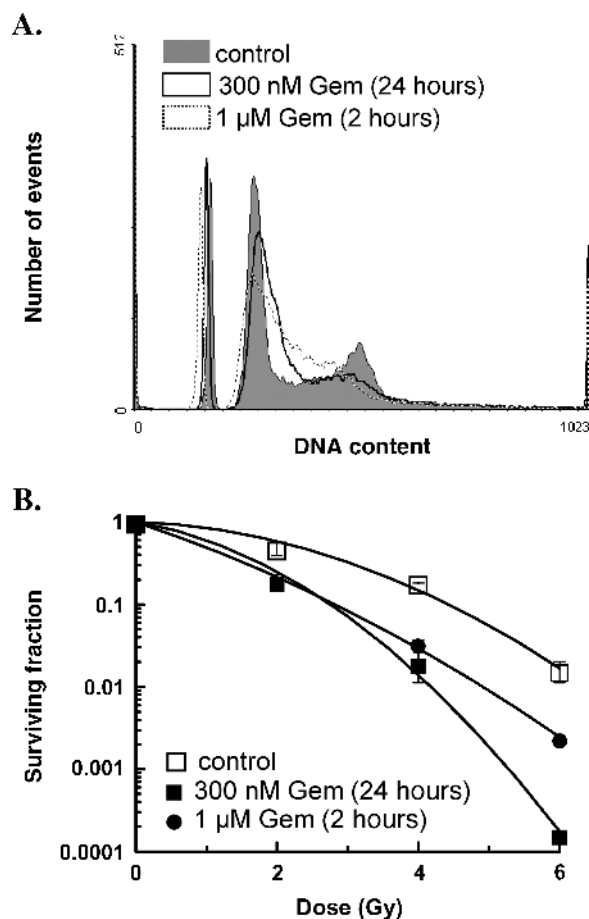 A.
512
control
300 nM Gem (24 hours)
1 µM Gem (2 hours)
Number of events
0
0
1023
DNA content
B.
1
0.1
0.01
0.001
0.0001
Surviving fraction
control
300 nM Gem (24 hours)
1 µM Gem (2 hours)
0
2
4
6
Dose (Gy)